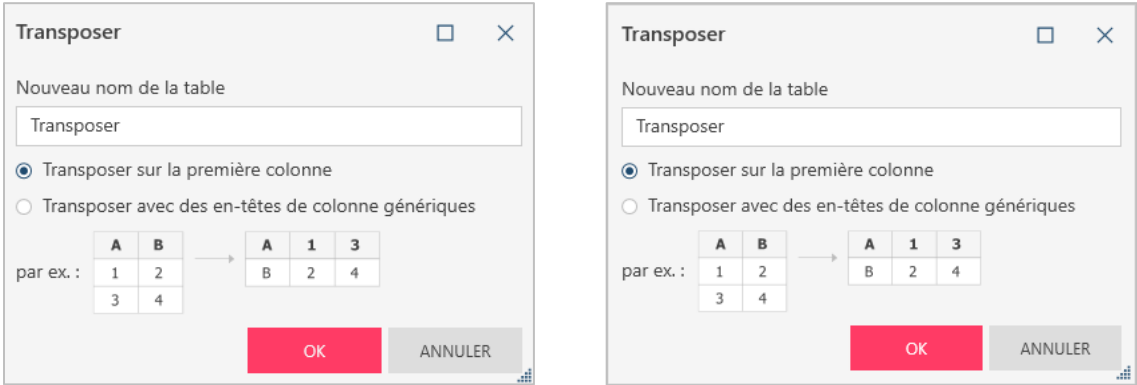 Transposer
Nouveau nom de la table
Transposer
Transposer sur la première colonne
Transposer avec des en-têtes de colonne génériques
par ex. :
A B
1 2
3 4
A 1 3
B 2 4
OK ANNULER
Transposer
Nouveau nom de la table
Transposer
Transposer sur la première colonne
Transposer avec des en-têtes de colonne génériques
par ex. :
A B
1 2
3 4
A 1 3
B 2 4
OK ANNULER